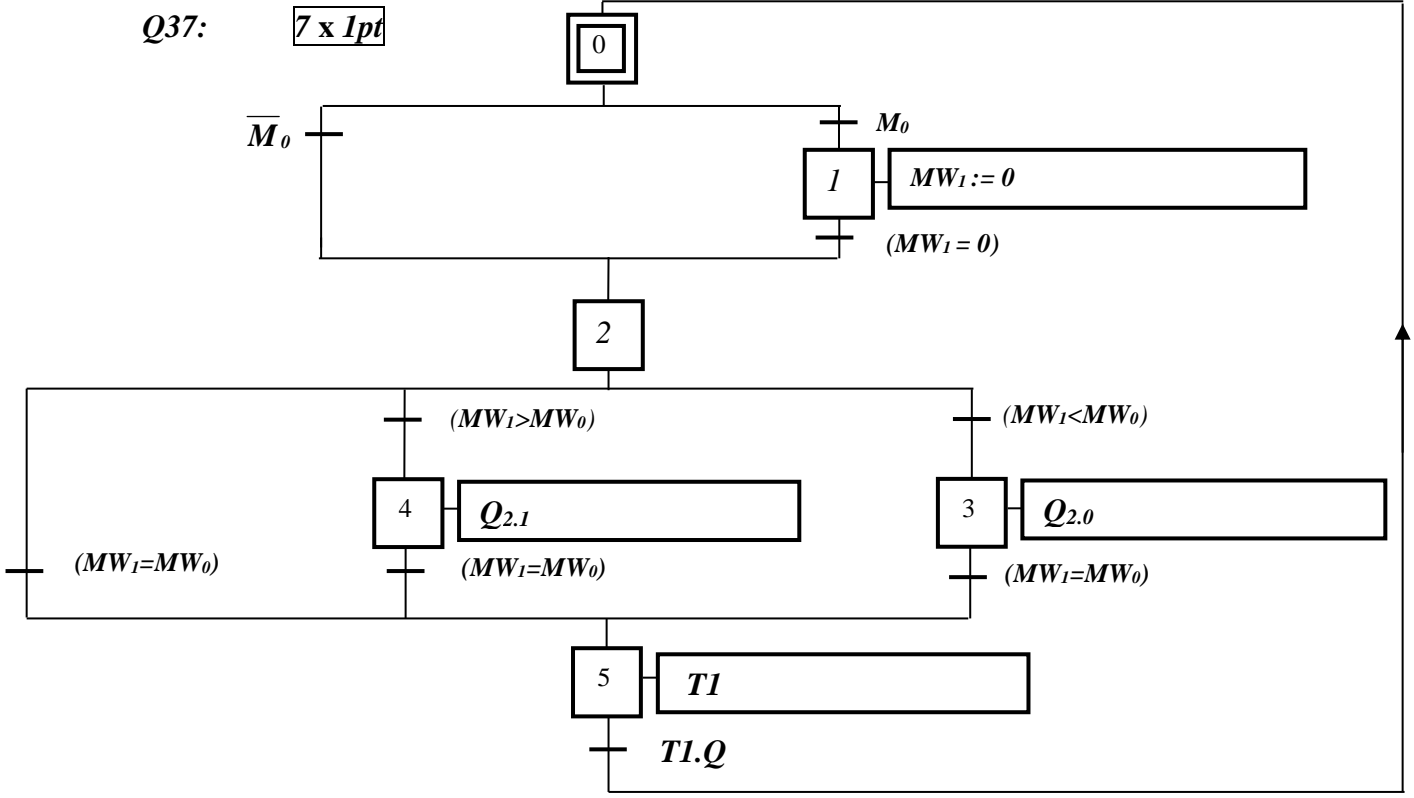 Q37: 7 x 1pt
0
M̅0
M0
1
MW1 := 0
(MW1 = 0)
2
(MW1>MW0)
(MW1<MW0)
4
Q2.1
3
Q2.0
(MW1=MW0)
(MW1=MW0)
(MW1=MW0)
5
T1
T1.Q